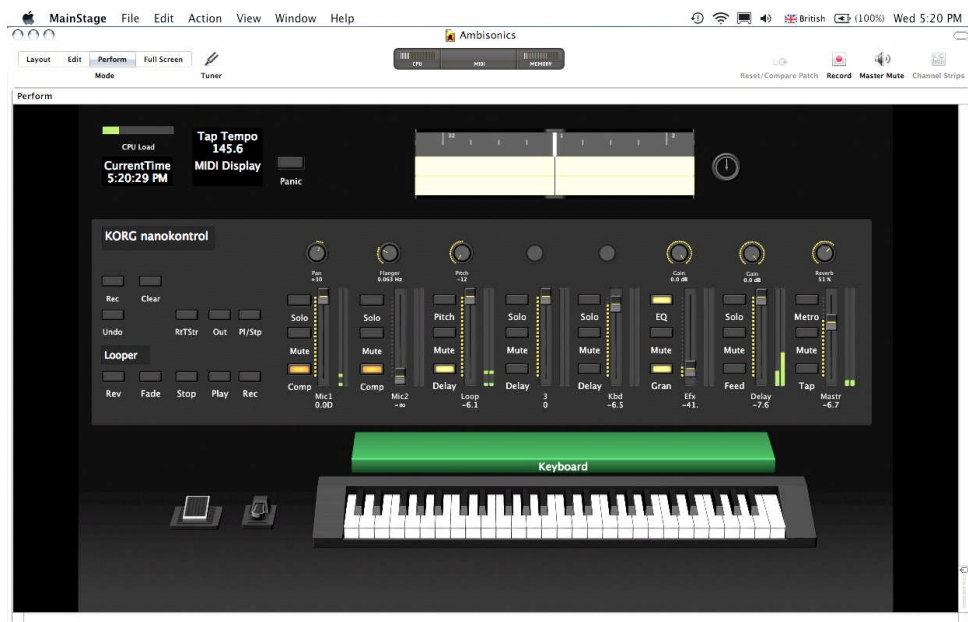 MainStage File Edit Action View Window Help British (100%) Wed 5:20 PM
Ambisonics
Layout Edit Perform Full Screen
Mode Tuner
CPU MIDI MEMORY
Reset/Compare Patch Record Master Mute Channel Strips
Perform
CPU Load
CurrentTime
5:20:29 PM
Tap Tempo
145.6
MIDI Display
Panic
32 1 2
KORG nanokontrol
Pan Flanger Pitch Gain Gain Reverb
+10 0.063 Hz -12 0.0 dB 0.0 dB 51 %
Rec Clear
Solo Solo Pitch Solo Solo EQ Solo Metro
Undo RtTStr Out Pl/Stp
Mute Mute Mute Mute Mute Mute Mute Mute
Looper
Comp Comp Delay Delay Delay Gran Feed Tap
Rev Fade Stop Play Rec
Mic1 Mic2 Loop 3 Kbd Efx Delay Mastr
0.0D -∞ -6.1 0 -6.5 -41. -7.6 -6.7
Keyboard